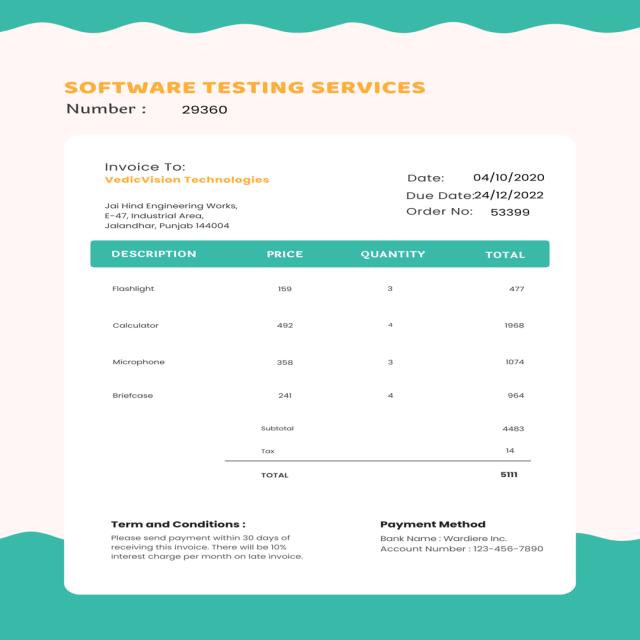 SOFTWARE TESTING SERVICES
Number : 29360
Invoice To:
VedicVision Technologies
Jai Hind Engineering Works,
E-47, Industrial Area,
Jalandhar, Punjab 144004
Date: 04/10/2020
Due Date:24/12/2022
Order No: 53399
DESCRIPTION PRICE QUANTITY TOTAL
Flashlight 159 3 477
Calculator 492 4 1968
Microphone 358 3 1074
Briefcase 241 4 964
Subtotal 4483
Tax 14
TOTAL 5111
Term and Conditions :
Please send payment within 30 days of
receiving this invoice. There will be 10%
interest charge per month on late invoice.
Payment Method
Bank Name : Wardiere Inc.
Account Number : 123-456-7890